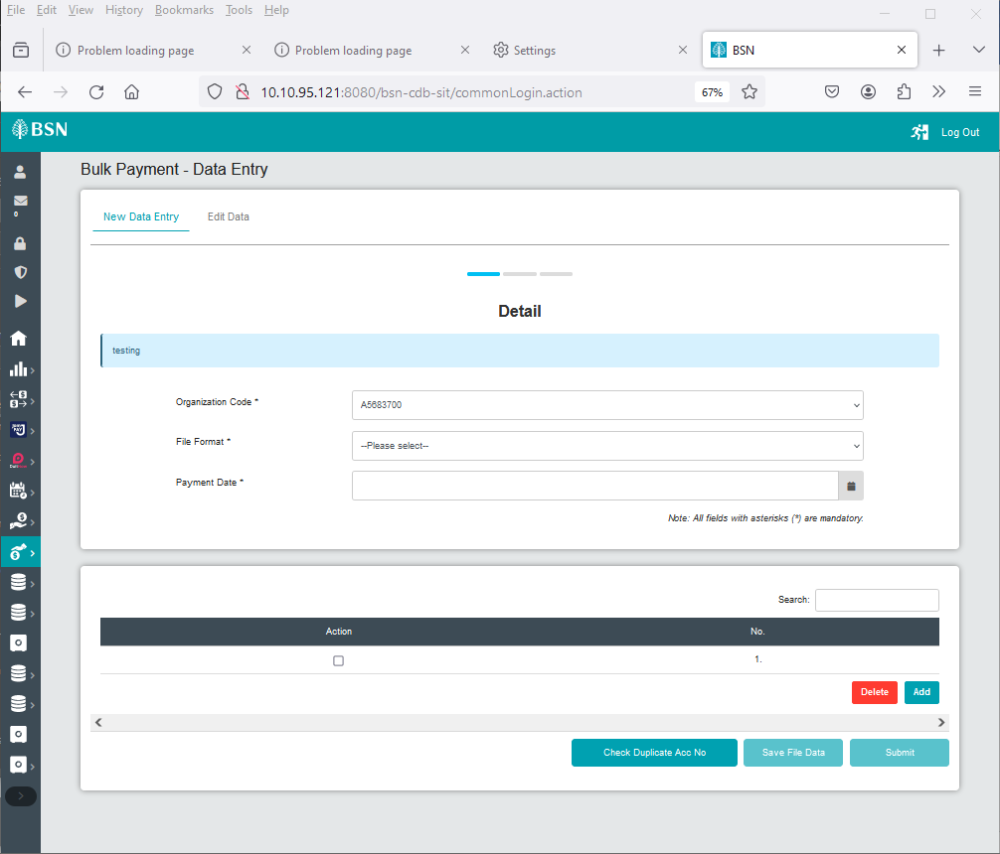 File Edit View History Bookmarks Tools Help
Problem loading page
Problem loading page
Settings
BSN
10.10.95.121:8080/bsn-cdb-sit/commonLogin.action
67%
BSN
Log Out
Bulk Payment - Data Entry
0
New Data Entry
Edit Data
Detail
testing
Organization Code *
A5683700
File Format *
--Please select--
Payment Date *
Note: All fields with asterisks (*) are mandatory.
Search:
Action
No.
1.
Delete
Add
Check Duplicate Acc No
Save File Data
Submit